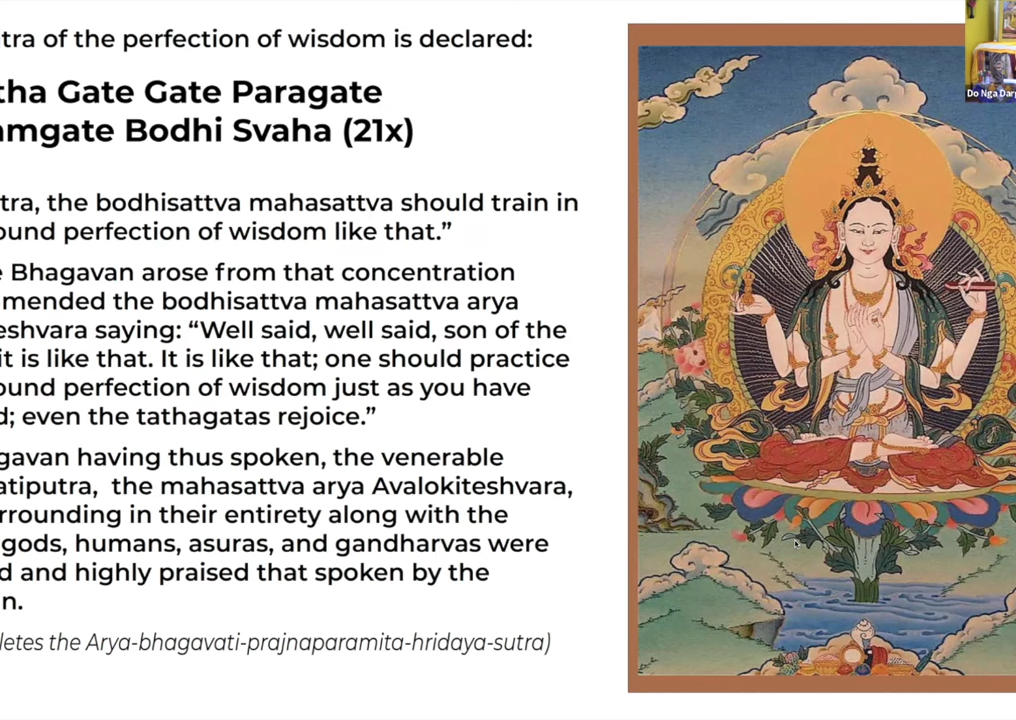 tra of the perfection of wisdom is declared:
tha Gate Gate Paragate
amgate Bodhi Svaha (21x)
tra, the bodhisattva mahasattva should train in
ound perfection of wisdom like that.”
e Bhagavan arose from that concentration
mended the bodhisattva mahasattva arya
eshvara saying: “Well said, well said, son of the
it is like that. It is like that; one should practice
ound perfection of wisdom just as you have
d; even the tathagatas rejoice.”
gavan having thus spoken, the venerable
atiputra, the mahasattva arya Avalokiteshvara,
rrounding in their entirety along with the
gods, humans, asuras, and gandharvas were
d and highly praised that spoken by the
n.
letes the Arya-bhagavati-prajnaparamita-hridaya-sutra)
Do Nga Darg